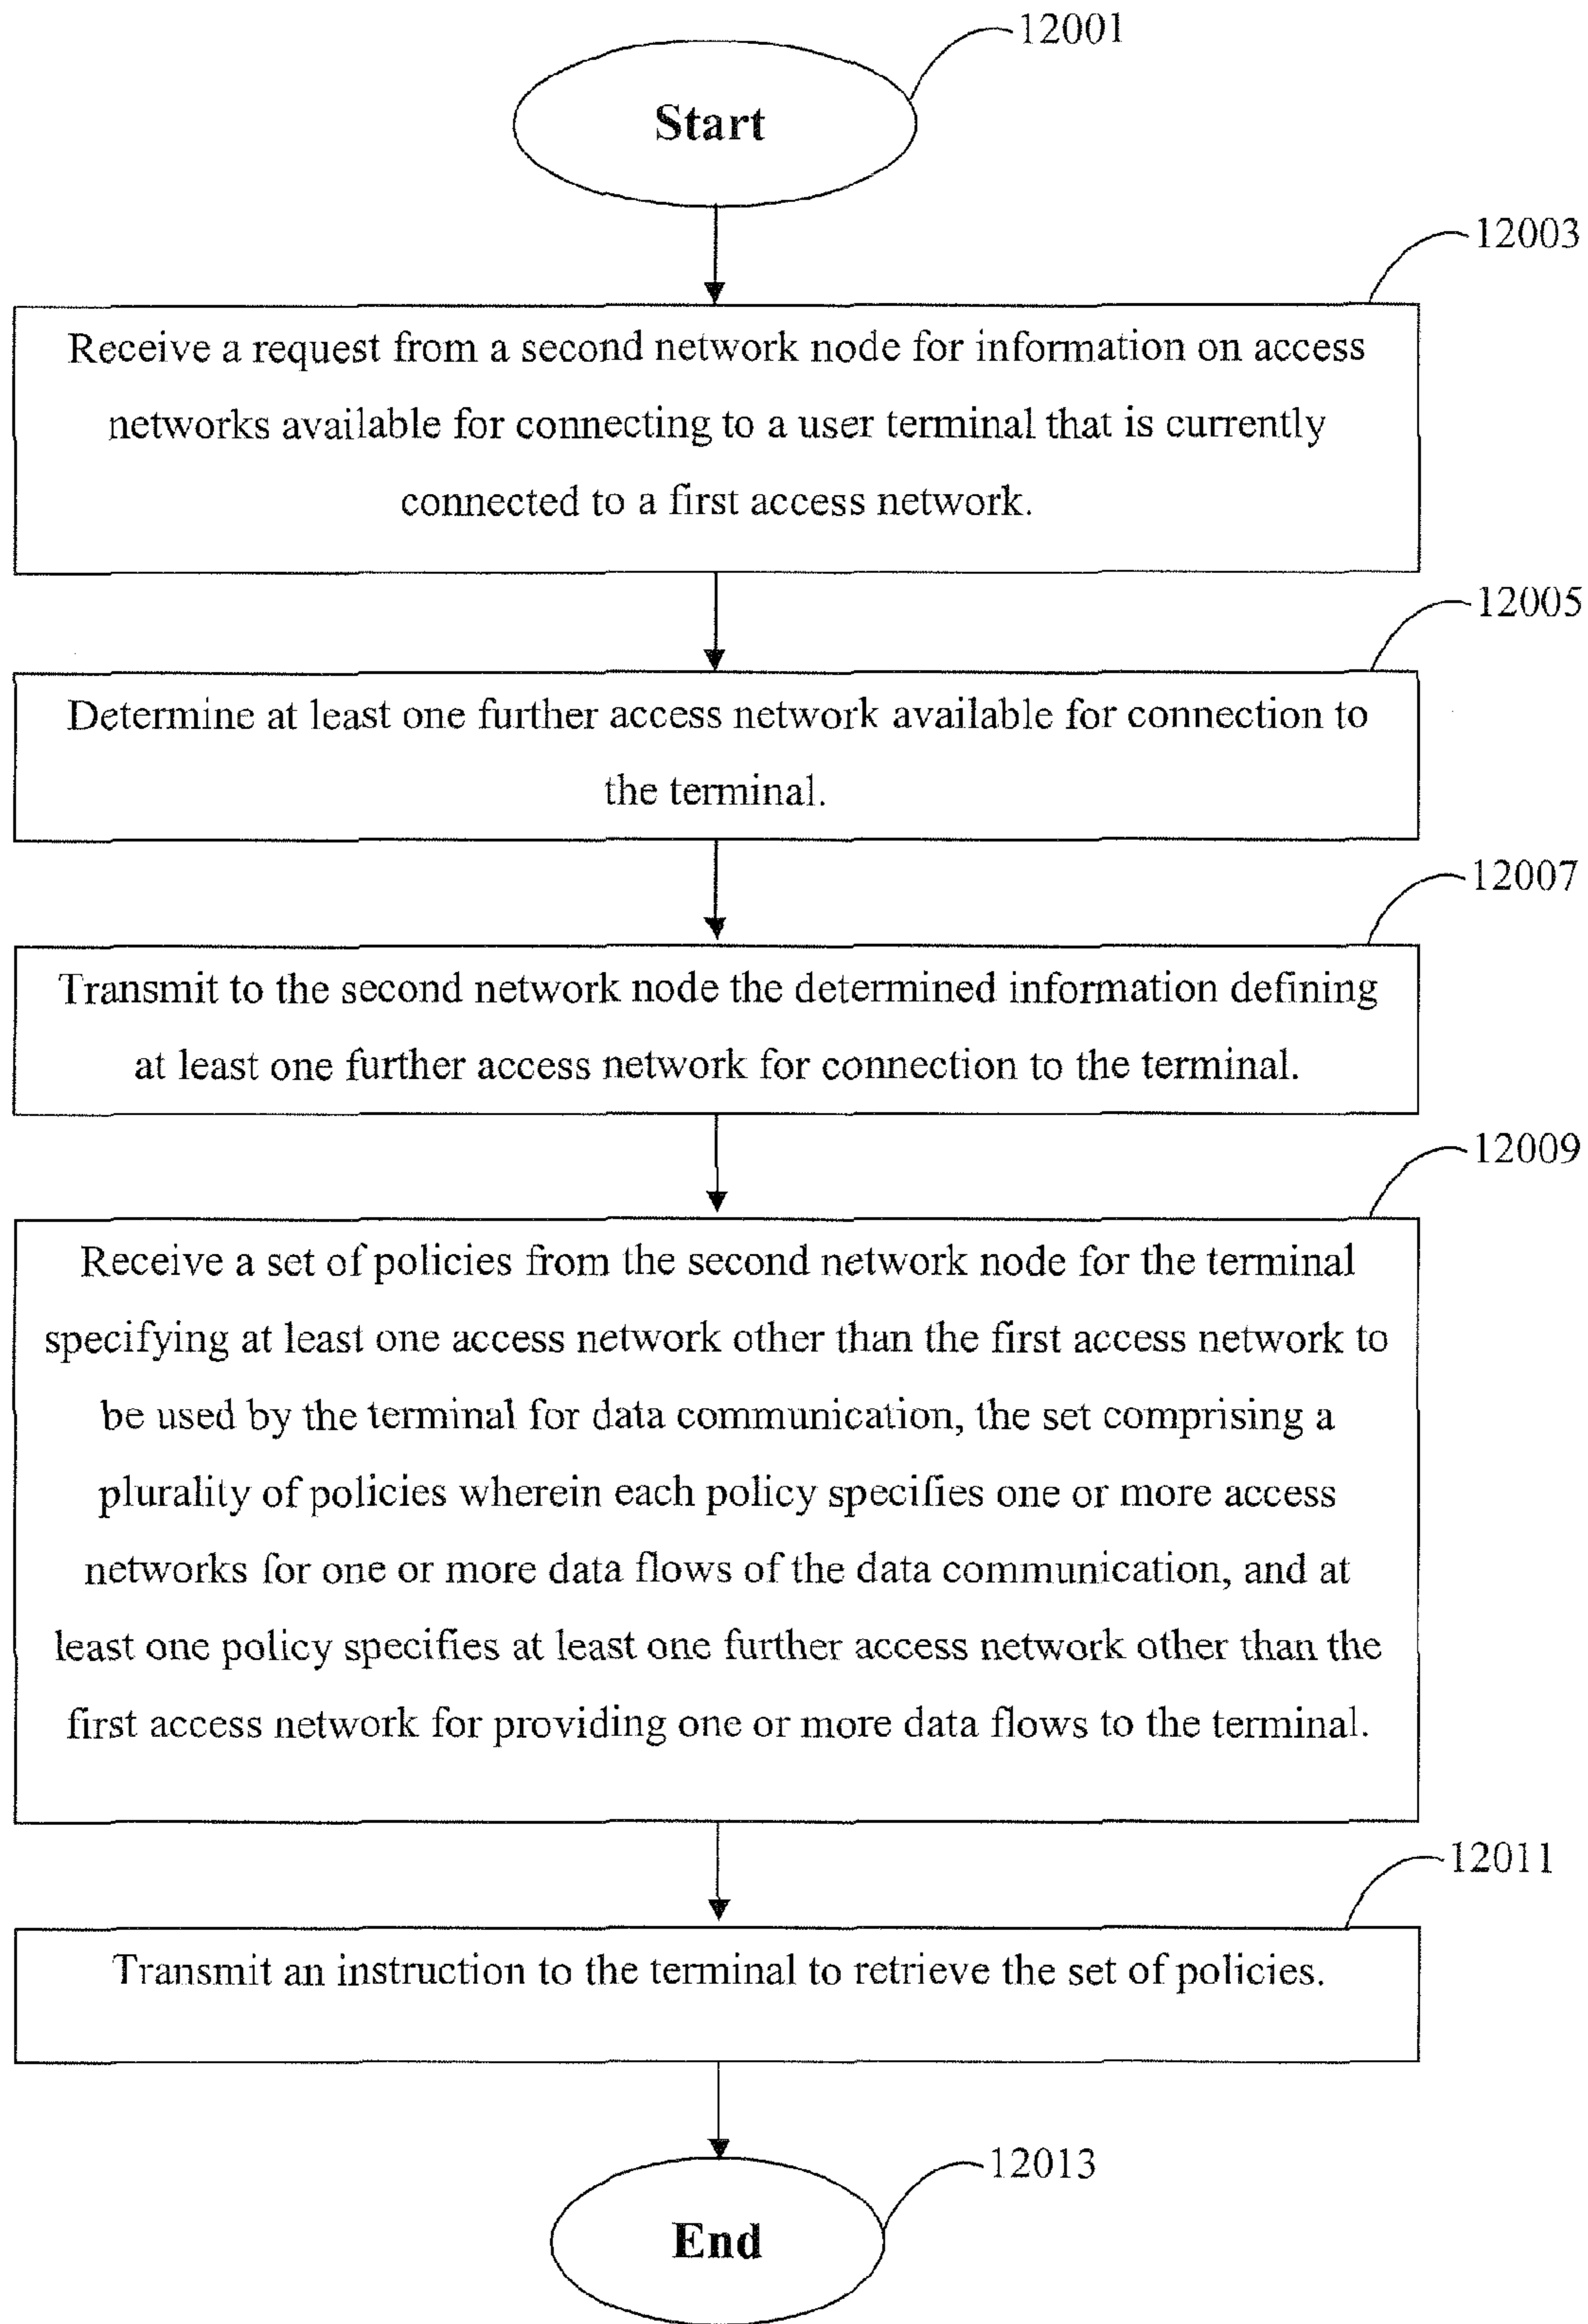 12001
Start
12003
Receive a request from a second network node for information on access
networks available for connecting to a user terminal that is currently
connected to a first access network.
12005
Determine at least one further access network available for connection to
the terminal.
12007
Transmit to the second network node the determined information defining
at least one further access network for connection to the terminal.
12009
Receive a set of policies from the second network node for the terminal
specifying at least one access network other than the first access network to
be used by the terminal for data communication, the set comprising a
plurality of policies wherein each policy specifies one or more access
networks for one or more data flows of the data communication, and at
least one policy specifies at least one further access network other than the
first access network for providing one or more data flows to the terminal.
12011
Transmit an instruction to the terminal to retrieve the set of policies.
12013
End